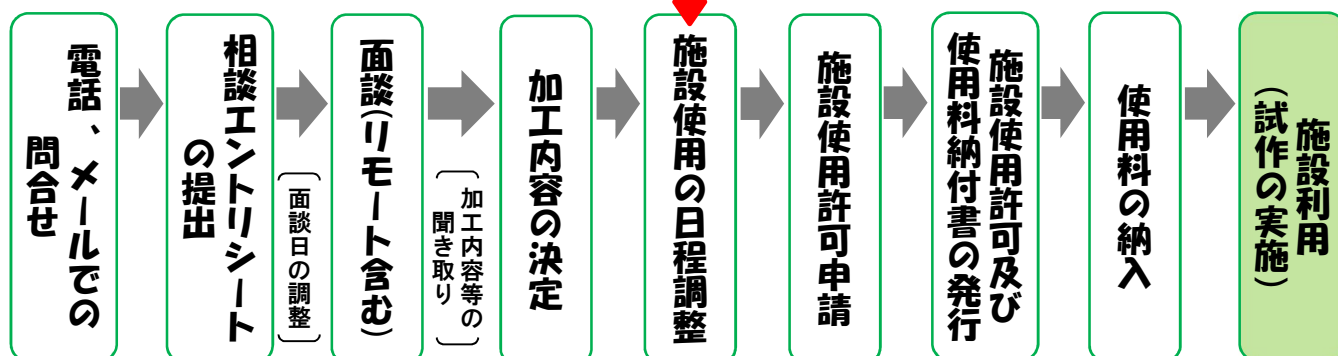 電話、メールでの
問合せ
相談エントリシート
の提出
面談日の調整
面談(リモート含む)
加工内容等の
聞き取り
加工内容の決定
施設使用の日程調整
施設使用許可申請
施設使用許可及び
使用料納付書の発行
使用料の納入
施設利用
(試作の実施)